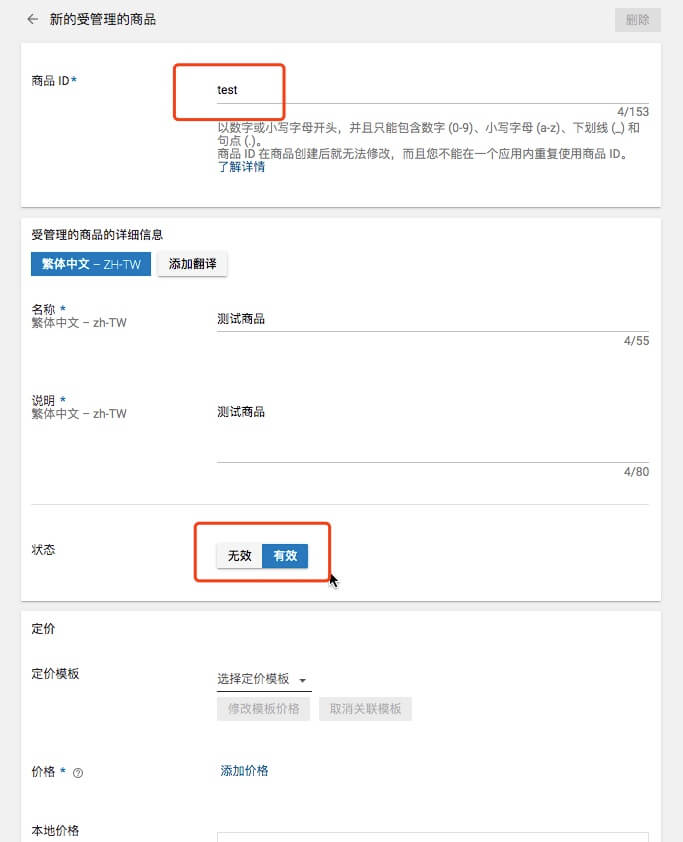 新的受管理的商品
删除
商品 ID*
test
4/153
以数字或小写字母开头，并且只能包含数字 (0-9)、小写字母 (a-z)、下划线 (_) 和
句点 (.)。
商品 ID 在商品创建后就无法修改，而且您不能在一个应用内重复使用商品 ID。
了解详情
受管理的商品的详细信息
繁体中文 – ZH-TW
添加翻译
名称 *
繁体中文 – zh-TW
测试商品
4/55
说明 *
繁体中文 – zh-TW
测试商品
4/80
状态
无效
有效
定价
定价模板
选择定价模板
修改模板价格
取消关联模板
价格 *
添加价格
本地价格